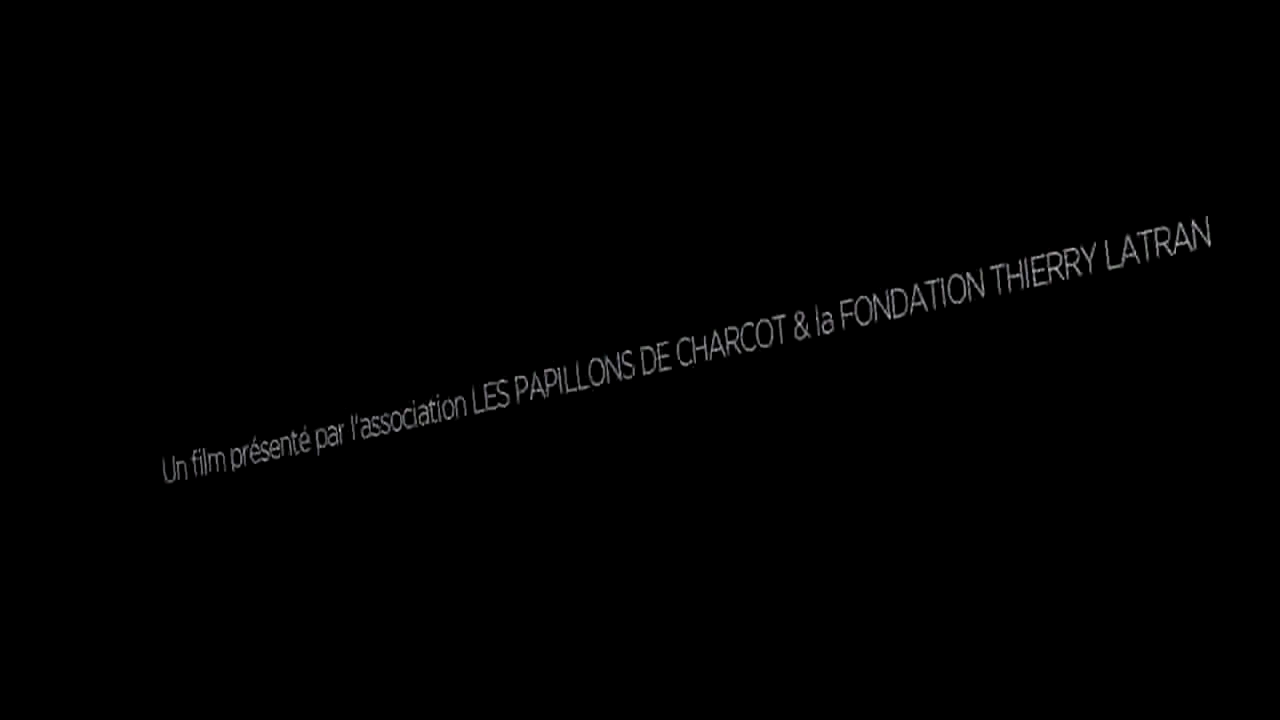 Un film présenté par l'association LES PAPILLONS DE CHARCOT & la FONDATION THIERRY LATRAN